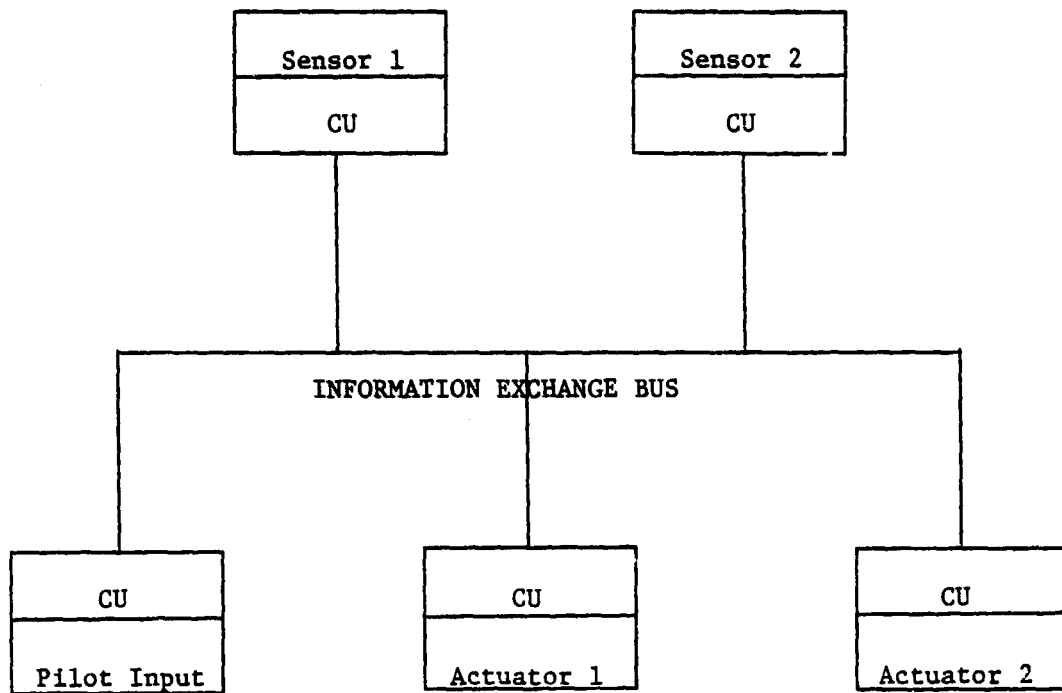 Sensor 1
CU
Sensor 2
CU
INFORMATION EXCHANGE BUS
CU
Pilot Input
CU
Actuator 1
CU
Actuator 2